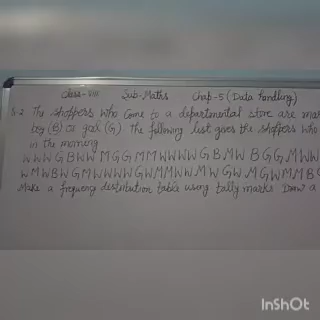 Class-VIII Sub-Maths Chap-5 (Data handling)
The shoppers who come to a departmental store are mar
boy (B) or girl (G). The following list gives the shoppers who
in the morning
W W W G B W W M G G M M W W W W G B M W B G G M W W
W M W B W G M W W W W G W M M W W M W G W M G W M M B G
Make a frequency distribution table using tally marks. Draw a
InShOt